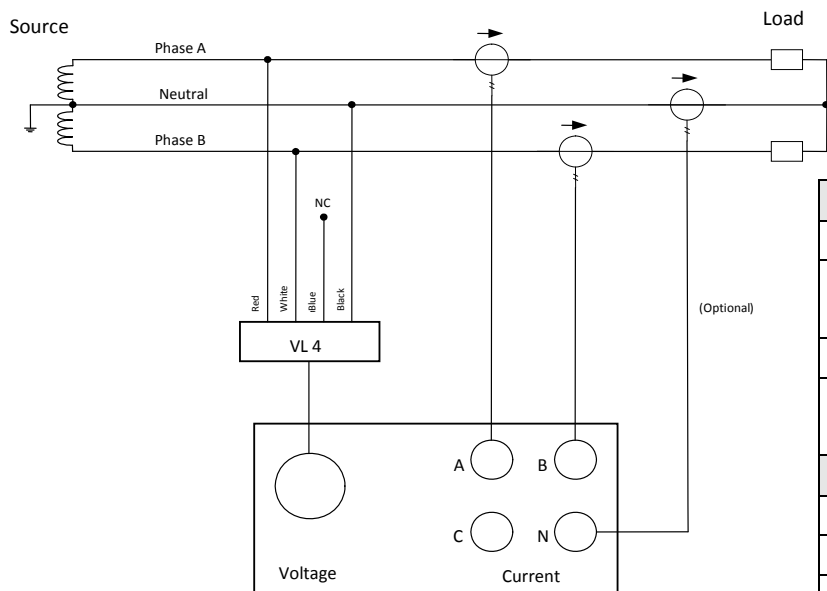 Source
Load
Phase A
Neutral
Phase B
NC
Red
White
Blue
Black
(Optional)
VL 4
A
B
C
N
Voltage
Current